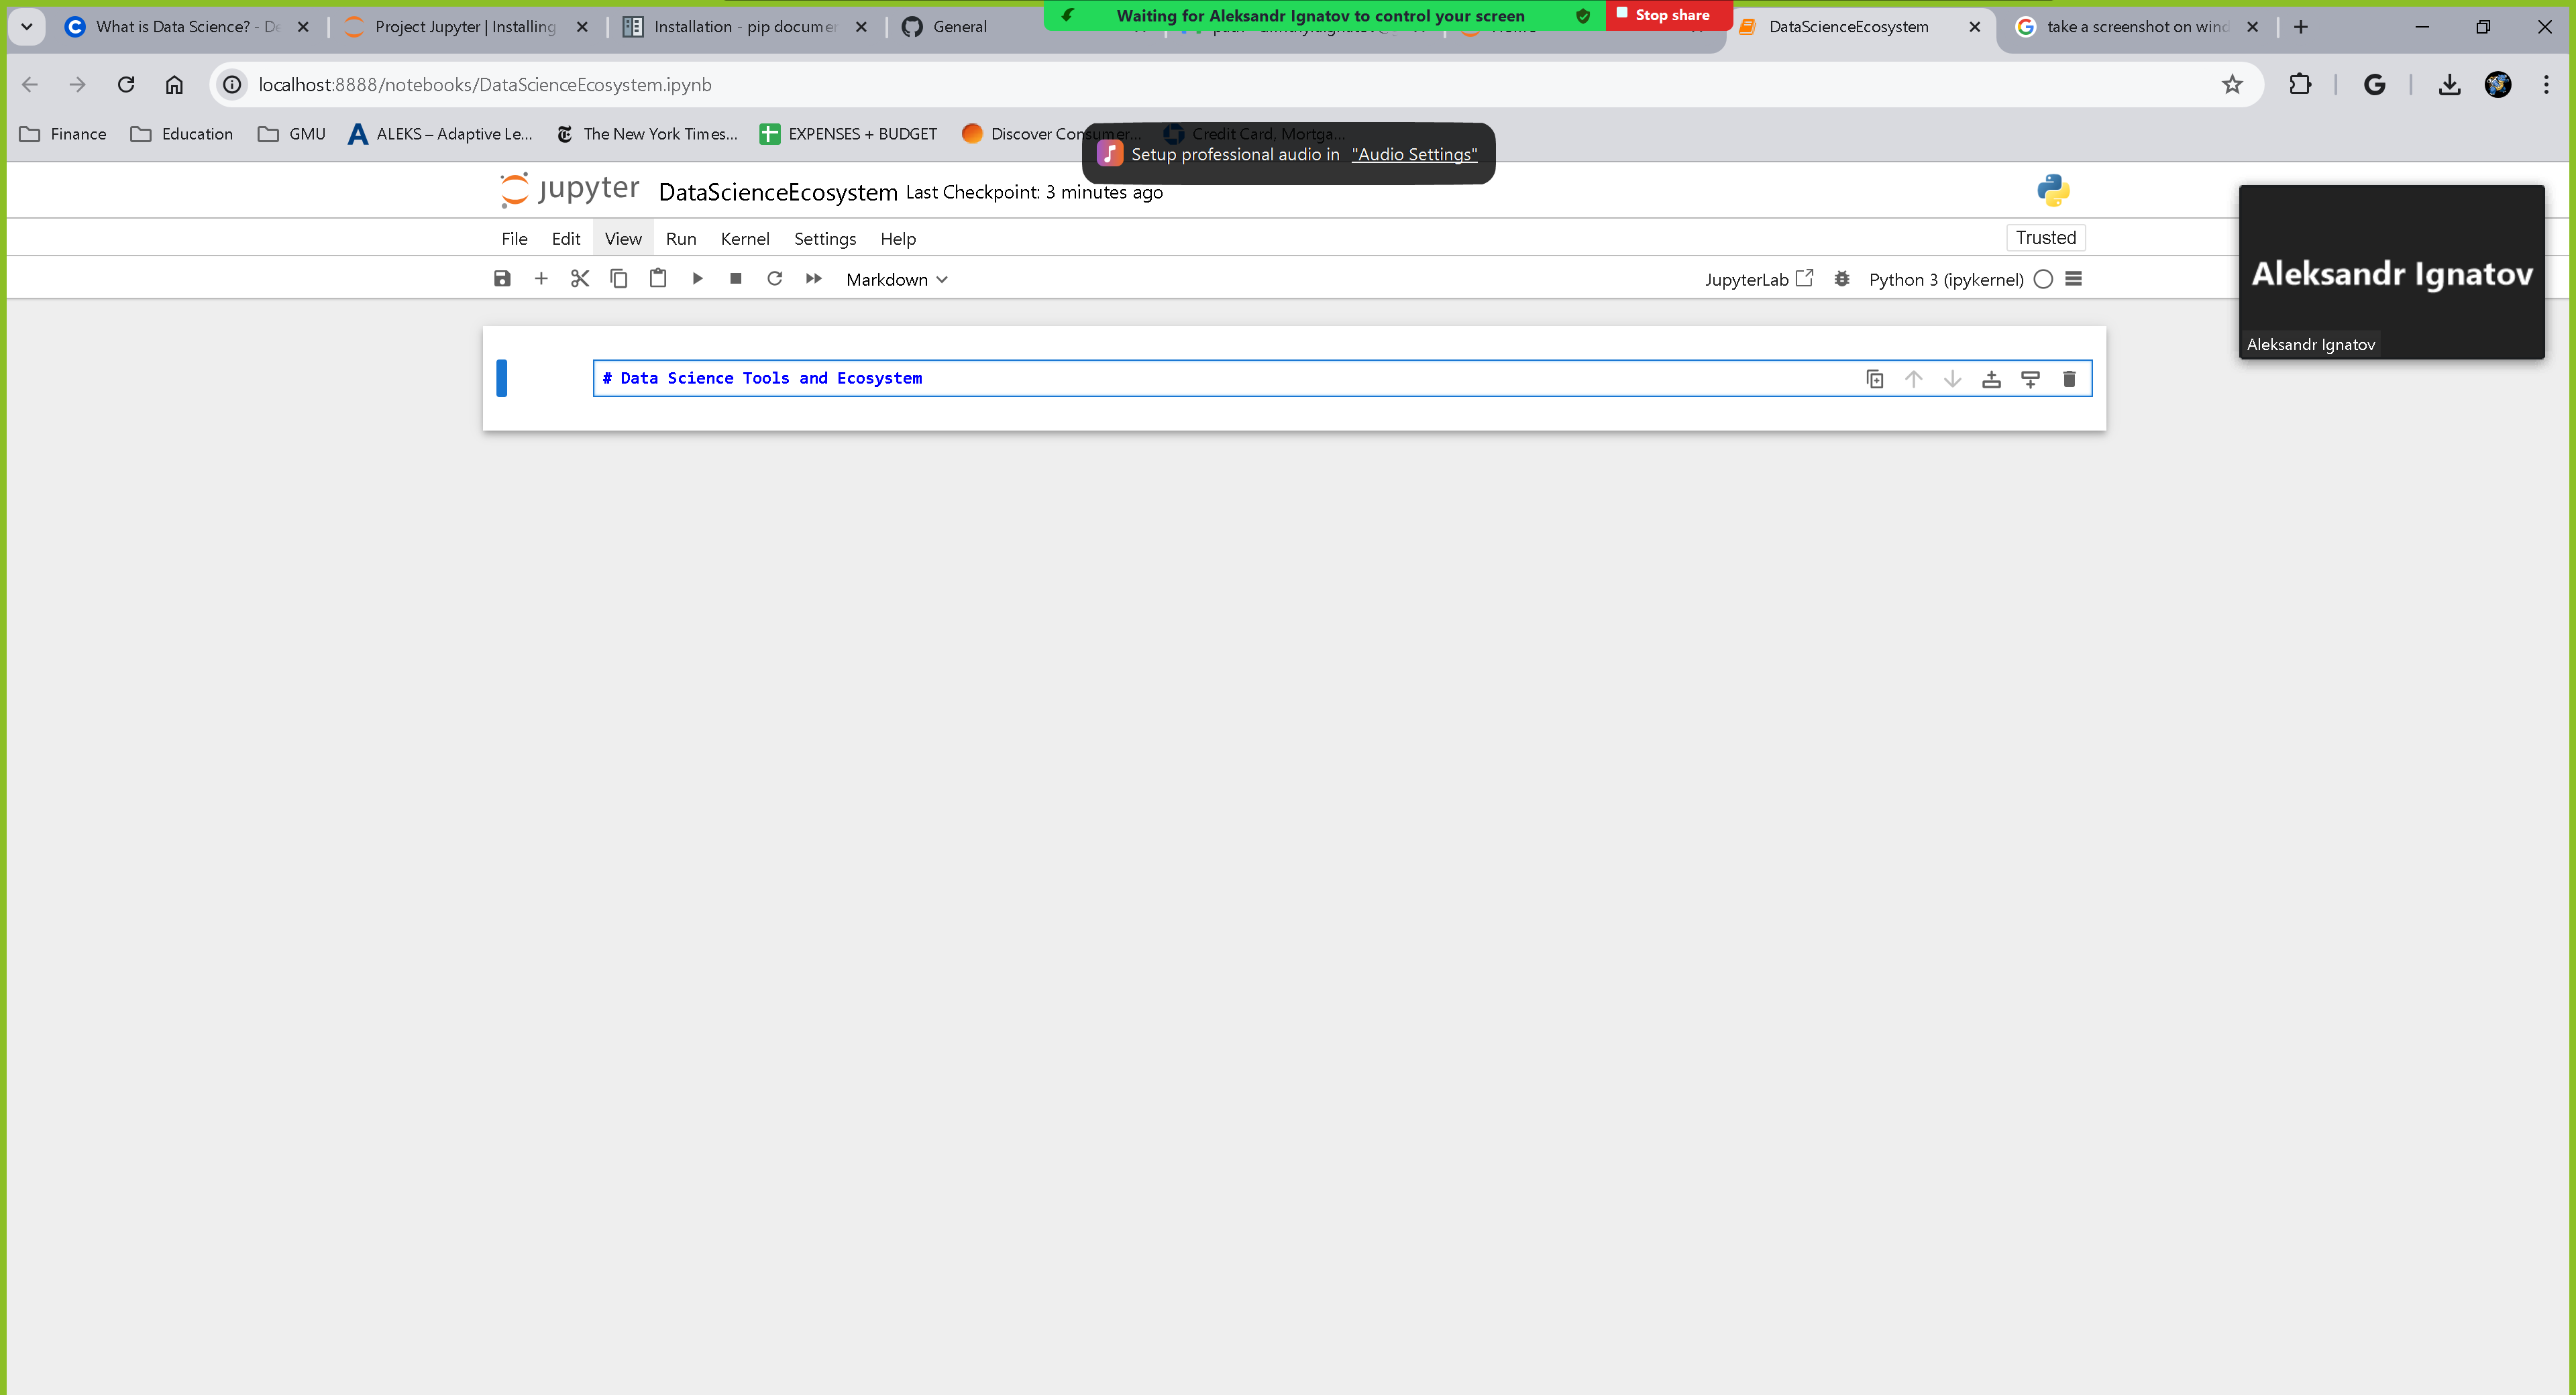 What is Data Science? - De
Project Jupyter | Installing
Installation - pip documen
General
Waiting for Aleksandr Ignatov to control your screen
Stop share
DataScienceEcosystem
take a screenshot on wind
localhost:8888/notebooks/DataScienceEcosystem.ipynb
Finance
Education
GMU
ALEKS – Adaptive Le...
The New York Times...
EXPENSES + BUDGET
Discover Consumer...
Credit Card, Mortga...
Setup professional audio in "Audio Settings"
jupyter DataScienceEcosystem Last Checkpoint: 3 minutes ago
File Edit View Run Kernel Settings Help
Trusted
Markdown
JupyterLab
Python 3 (ipykernel)
Aleksandr Ignatov
Aleksandr Ignatov
# Data Science Tools and Ecosystem